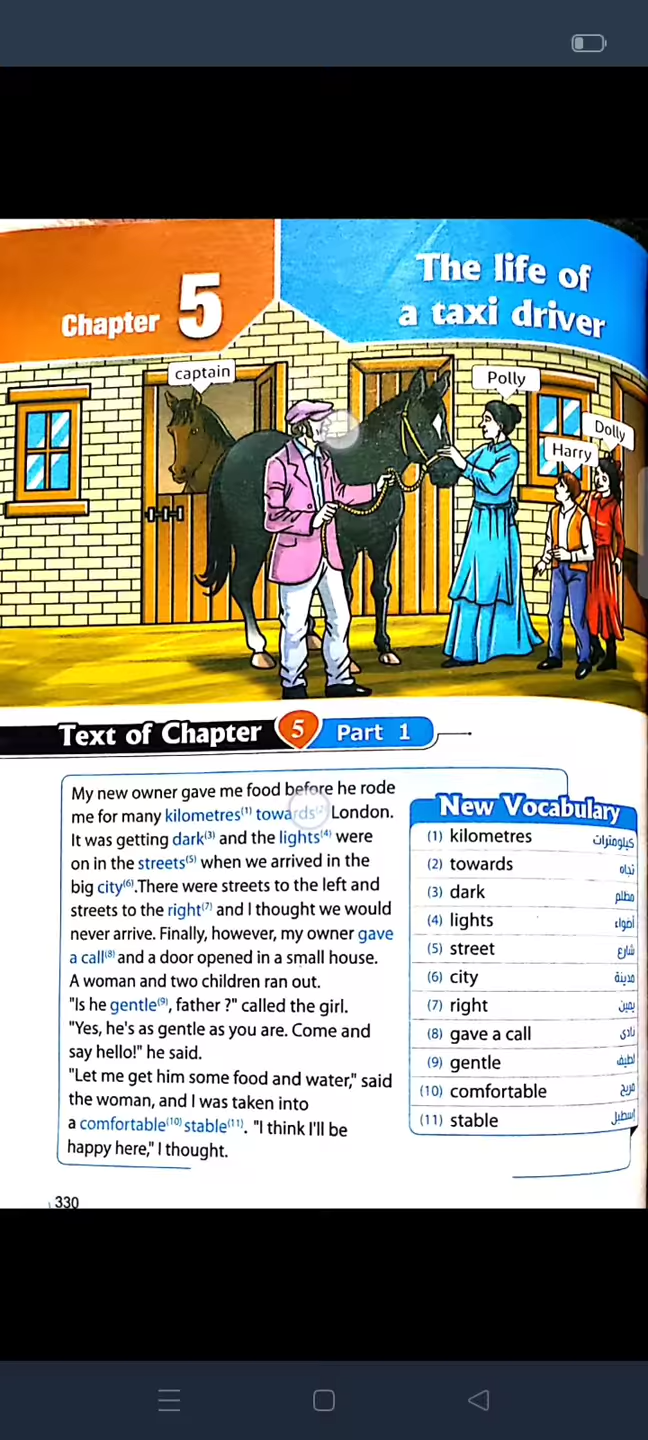 Chapter 5
The life of
a taxi driver
captain
Polly
Dolly
Harry
Text of Chapter 5 Part 1
My new owner gave me food before he rode
me for many kilometres(1) towards(2) London.
It was getting dark(3) and the lights(4) were
on in the streets(5) when we arrived in the
big city(6).There were streets to the left and
streets to the right(7) and I thought we would
never arrive. Finally, however, my owner gave
a call(8) and a door opened in a small house.
A woman and two children ran out.
"Is he gentle(9), father ?" called the girl.
"Yes, he's as gentle as you are. Come and
say hello!" he said.
"Let me get him some food and water," said
the woman, and I was taken into
a comfortable(10) stable(11). "I think I'll be
happy here," I thought.
New Vocabulary
(1) kilometres كيلومترات
(2) towards تجاه
(3) dark مظلم
(4) lights أضواء
(5) street شارع
(6) city مدينة
(7) right يمين
(8) gave a call نادى
(9) gentle لطيف
(10) comfortable مريح
(11) stable إسطبل
330